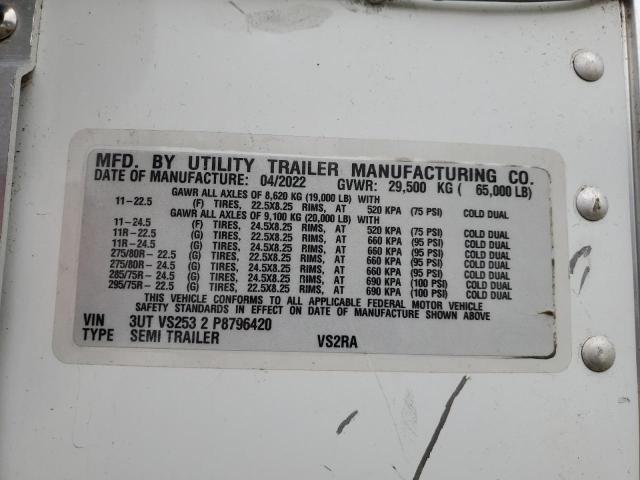 MFD. BY UTILITY TRAILER MANUFACTURING CO.
DATE OF MANUFACTURE: 04/2022 GVWR: 29,500 KG ( 65,000 LB)
GAWR ALL AXLES OF 8,620 KG (19,000 LB) WITH
11-22.5 (F) TIRES, 22.5X8.25 RIMS, AT 520 KPA (75 PSI) COLD DUAL
GAWR ALL AXLES OF 9,100 KG (20,000 LB) WITH
11-24.5 (F) TIRES, 24.5X8.25 RIMS, AT 520 KPA (75 PSI) COLD DUAL
11R-22.5 (G) TIRES, 22.5X8.25 RIMS, AT 660 KPA (95 PSI) COLD DUAL
11R-24.5 (G) TIRES, 24.5X8.25 RIMS, AT 660 KPA (95 PSI) COLD DUAL
275/80R- 22.5 (G) TIRES, 22.5X8.25 RIMS, AT 660 KPA (95 PSI) COLD DUAL
275/80R- 24.5 (G) TIRES, 24.5X8.25 RIMS, AT 660 KPA (95 PSI) COLD DUAL
285/75R- 24.5 (G) TIRES, 24.5X8.25 RIMS, AT 690 KPA (100 PSI) COLD DUAL
295/75R- 22.5 (G) TIRES, 22.5X8.25 RIMS, AT 690 KPA (100 PSI) COLD DUAL
THIS VEHICLE CONFORMS TO ALL APPLICABLE FEDERAL MOTOR VEHICLE
SAFETY STANDARDS IN EFFECT ON DATE OF MANUFACTURE SHOWN ABOVE
VIN 3UT VS253 2 P8796420
TYPE SEMI TRAILER VS2RA